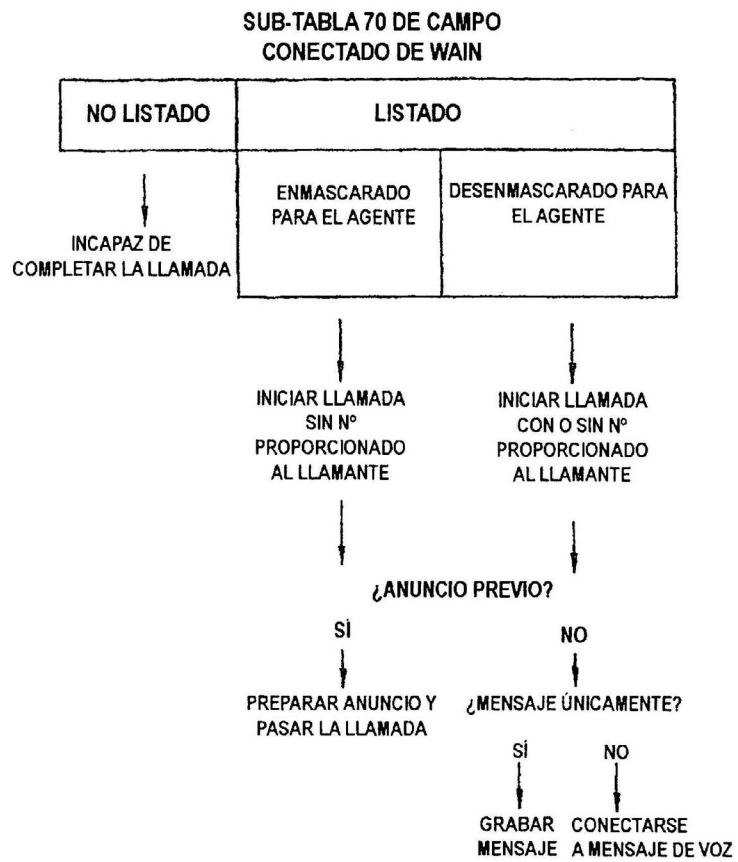 SUB-TABLA 70 DE CAMPO
CONECTADO DE WAIN
NO LISTADO
LISTADO
INCAPAZ DE
COMPLETAR LA LLAMADA
ENMASCARADO
PARA EL AGENTE
DESENMASCARADO PARA
EL AGENTE
INICIAR LLAMADA
SIN Nº
PROPORCIONADO
AL LLAMANTE
INICIAR LLAMADA
CON O SIN Nº
PROPORCIONADO
AL LLAMANTE
¿ANUNCIO PREVIO?
SÍ
NO
PREPARAR ANUNCIO Y
PASAR LA LLAMADA
¿MENSAJE ÚNICAMENTE?
SÍ
NO
GRABAR
MENSAJE
CONECTARSE
A MENSAJE DE VOZ